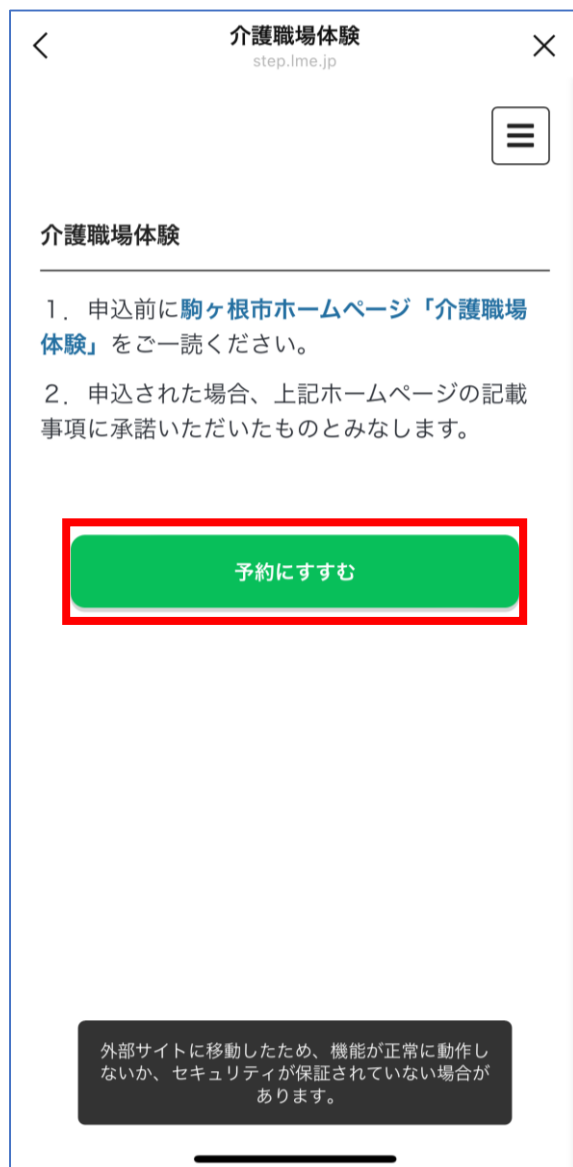 介護職場体験
step.lme.jp
介護職場体験
１．申込前に駒ヶ根市ホームページ「介護職場
体験」をご一読ください。
２．申込された場合、上記ホームページの記載
事項に承諾いただいたものとみなします。
予約にすすむ
外部サイトに移動したため、機能が正常に動作し
ないか、セキュリティが保証されていない場合が
あります。